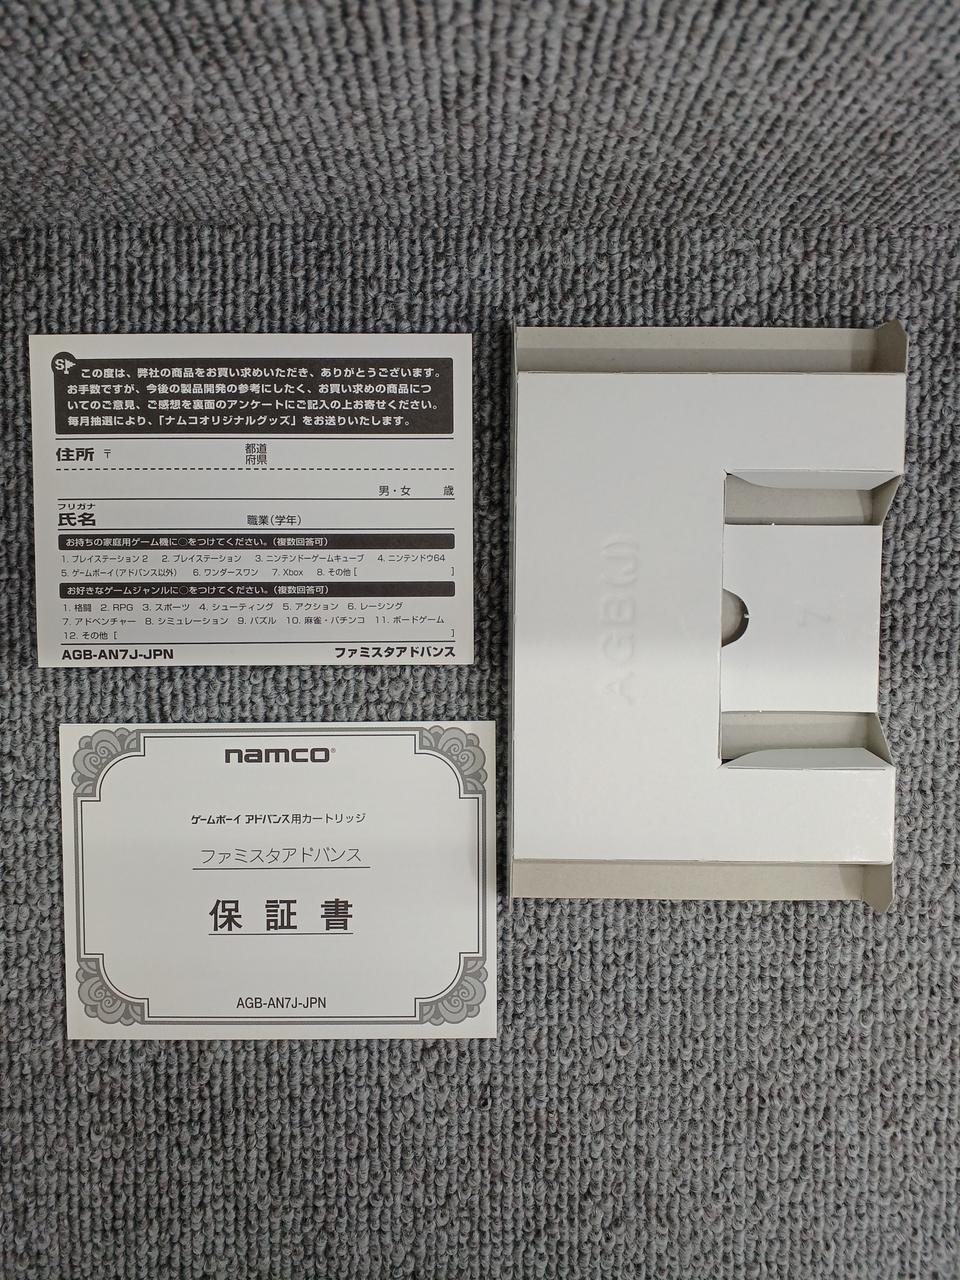 SP
この度は、弊社の商品をお買い求めいただき、ありがとうございます。
お手数ですが、今後の製品開発の参考にしたく、お買い求めの商品につ
いてのご意見、ご感想を裏面のアンケートにご記入の上お寄せください。
毎月抽選により、「ナムコオリジナルグッズ」をお送りいたします。
住所 〒 都道府県
男・女 歳
フリガナ
氏名 職業(学年)
お持ちの家庭用ゲーム機に○をつけてください。(複数回答可)
1. プレイステーション2 2. プレイステーション 3. ニンテンドーゲームキューブ 4. ニンテンドウ64
5. ゲームボーイ(アドバンス以外) 6. ワンダースワン 7. Xbox 8. その他 [ ]
お好きなゲームジャンルに○をつけてください。(複数回答可)
1. 格闘 2. RPG 3. スポーツ 4. シューティング 5. アクション 6. レーシング
7. アドベンチャー 8. シミュレーション 9. パズル 10. 麻雀・パチンコ 11. ボードゲーム
12. その他 [ ]
AGB-AN7J-JPN ファミスタアドバンス
namco®
ゲームボーイ アドバンス用カートリッジ
ファミスタアドバンス
保証書
AGB-AN7J-JPN
AGB(J)
7